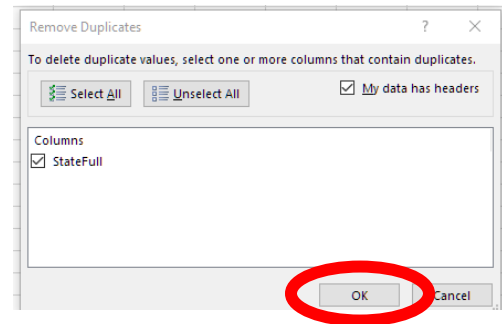 Remove Duplicates ? ×
To delete duplicate values, select one or more columns that contain duplicates.
Select All Unselect All My data has headers
Columns
StateFull
OK Cancel